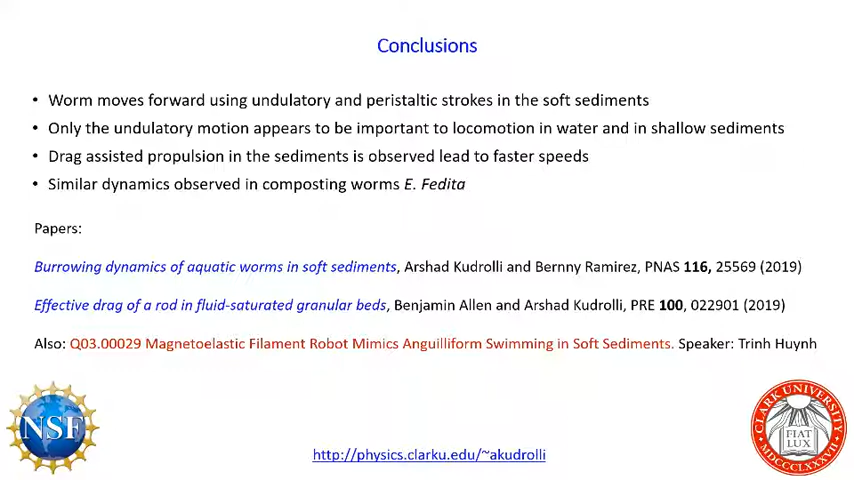 Conclusions
• Worm moves forward using undulatory and peristaltic strokes in the soft sediments
• Only the undulatory motion appears to be important to locomotion in water and in shallow sediments
• Drag assisted propulsion in the sediments is observed lead to faster speeds
• Similar dynamics observed in composting worms E. Fedita
Papers:
Burrowing dynamics of aquatic worms in soft sediments, Arshad Kudrolli and Bernny Ramirez, PNAS 116, 25569 (2019)
Effective drag of a rod in fluid-saturated granular beds, Benjamin Allen and Arshad Kudrolli, PRE 100, 022901 (2019)
Also: Q03.00029 Magnetoelastic Filament Robot Mimics Anguilliform Swimming in Soft Sediments. Speaker: Trinh Huynh
NSF
CLARK UNIVERSITY
FIAT
LUX
MDCCCLXXXVII
http://physics.clarku.edu/~akudrolli